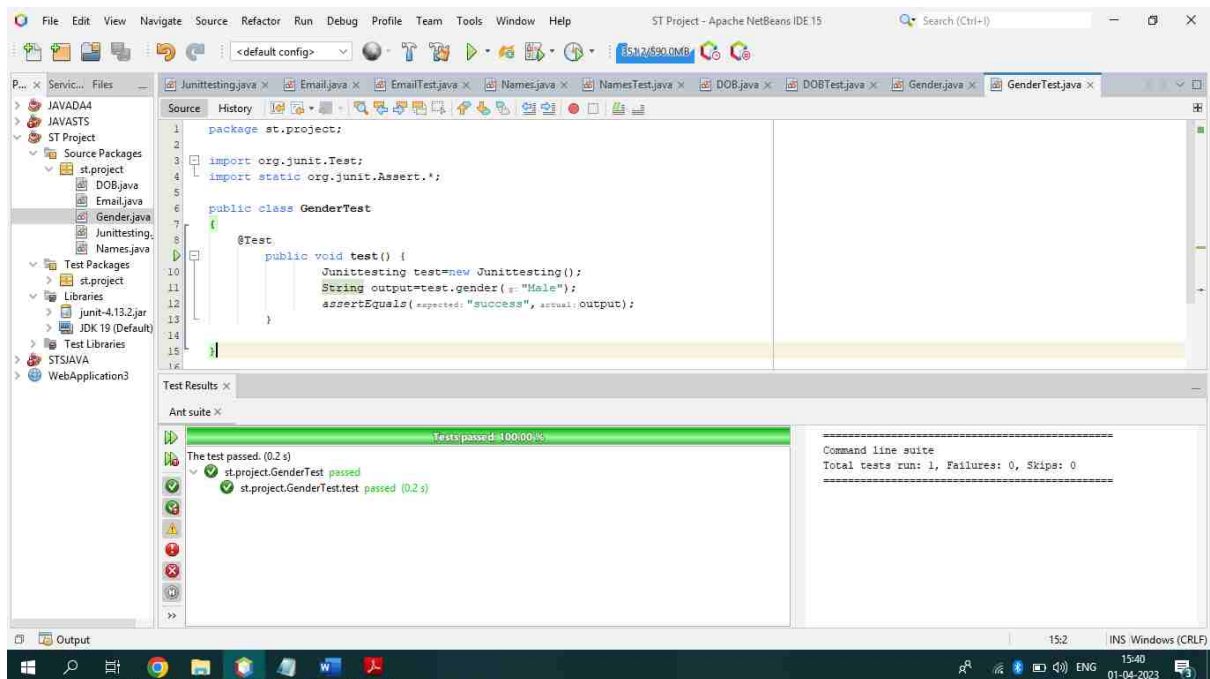 File Edit View Navigate Source Refactor Run Debug Profile Team Tools Window Help ST Project - Apache NetBeans IDE 15 Search (Ctrl+I)
<default config>
P... Servic... Files
Junittesting.java Email.java EmailTest.java Names.java NamesTest.java DOB.java DOBTest.java Gender.java GenderTest.java
Source History
JAVADA4
JAVASTS
ST Project
Source Packages
st.project
DOB.java
Email.java
Gender.java
Junittesting.
Names.java
Test Packages
st.project
Libraries
junit-4.13.2.jar
JDK 19 (Default)
Test Libraries
STSJAVA
WebApplication3
1 package st.project;
2
3 import org.junit.Test;
4 import static org.junit.Assert.*;
5
6 public class GenderTest
7 {
8 @Test
public void test() {
10 Junittesting test=new Junittesting();
11 String output=test.gender( g: "Male");
12 assertEquals( expected: "success", actual: output);
13 }
14
15 }
16
Test Results
Ant suite
Tests passed: 100.00 %
The test passed. (0.2 s)
st.project.GenderTest passed
st.project.GenderTest.test passed (0.2 s)
===============================================
Command line suite
Total tests run: 1, Failures: 0, Skips: 0
===============================================
Output
15:2 INS Windows (CRLF)
ENG 15:40
01-04-2023
3